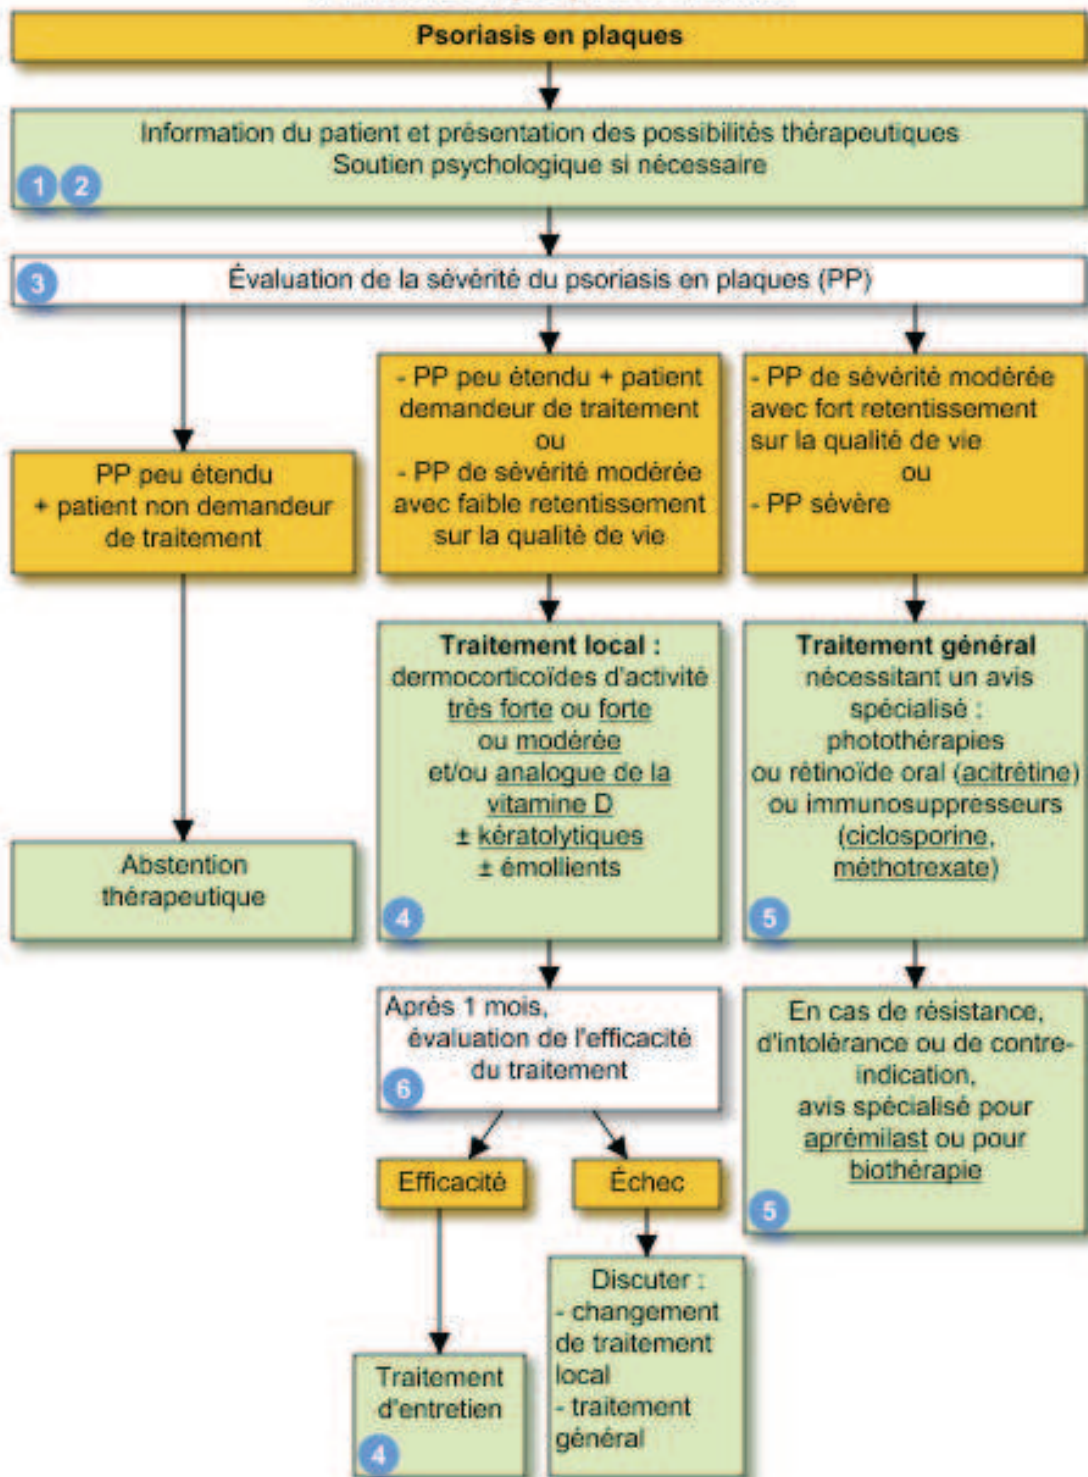 Psoriasis en plaques
Information du patient et présentation des possibilités thérapeutiques
Soutien psychologique si nécessaire
1 2
3
Évaluation de la sévérité du psoriasis en plaques (PP)
PP peu étendu
+ patient non demandeur
de traitement
- PP peu étendu + patient
demandeur de traitement
ou
- PP de sévérité modérée
avec faible retentissement
sur la qualité de vie
- PP de sévérité modérée
avec fort retentissement
sur la qualité de vie
ou
- PP sévère
Abstention
thérapeutique
Traitement local :
dermocorticoïdes d'activité
très forte ou forte
ou modérée
et/ou analogue de la
vitamine D
± kératolytiques
± émollients
4
Traitement général
nécessitant un avis
spécialisé :
photothérapies
ou rétinoïde oral (acitrétine)
ou immunosuppresseurs
(ciclosporine,
méthotrexate)
5
Après 1 mois,
évaluation de l'efficacité
du traitement
6
En cas de résistance,
d'intolérance ou de contre-
indication,
avis spécialisé pour
aprémilast ou pour
biothérapie
5
Efficacité
Échec
Traitement
d'entretien
4
Discuter :
- changement
de traitement
local
- traitement
général